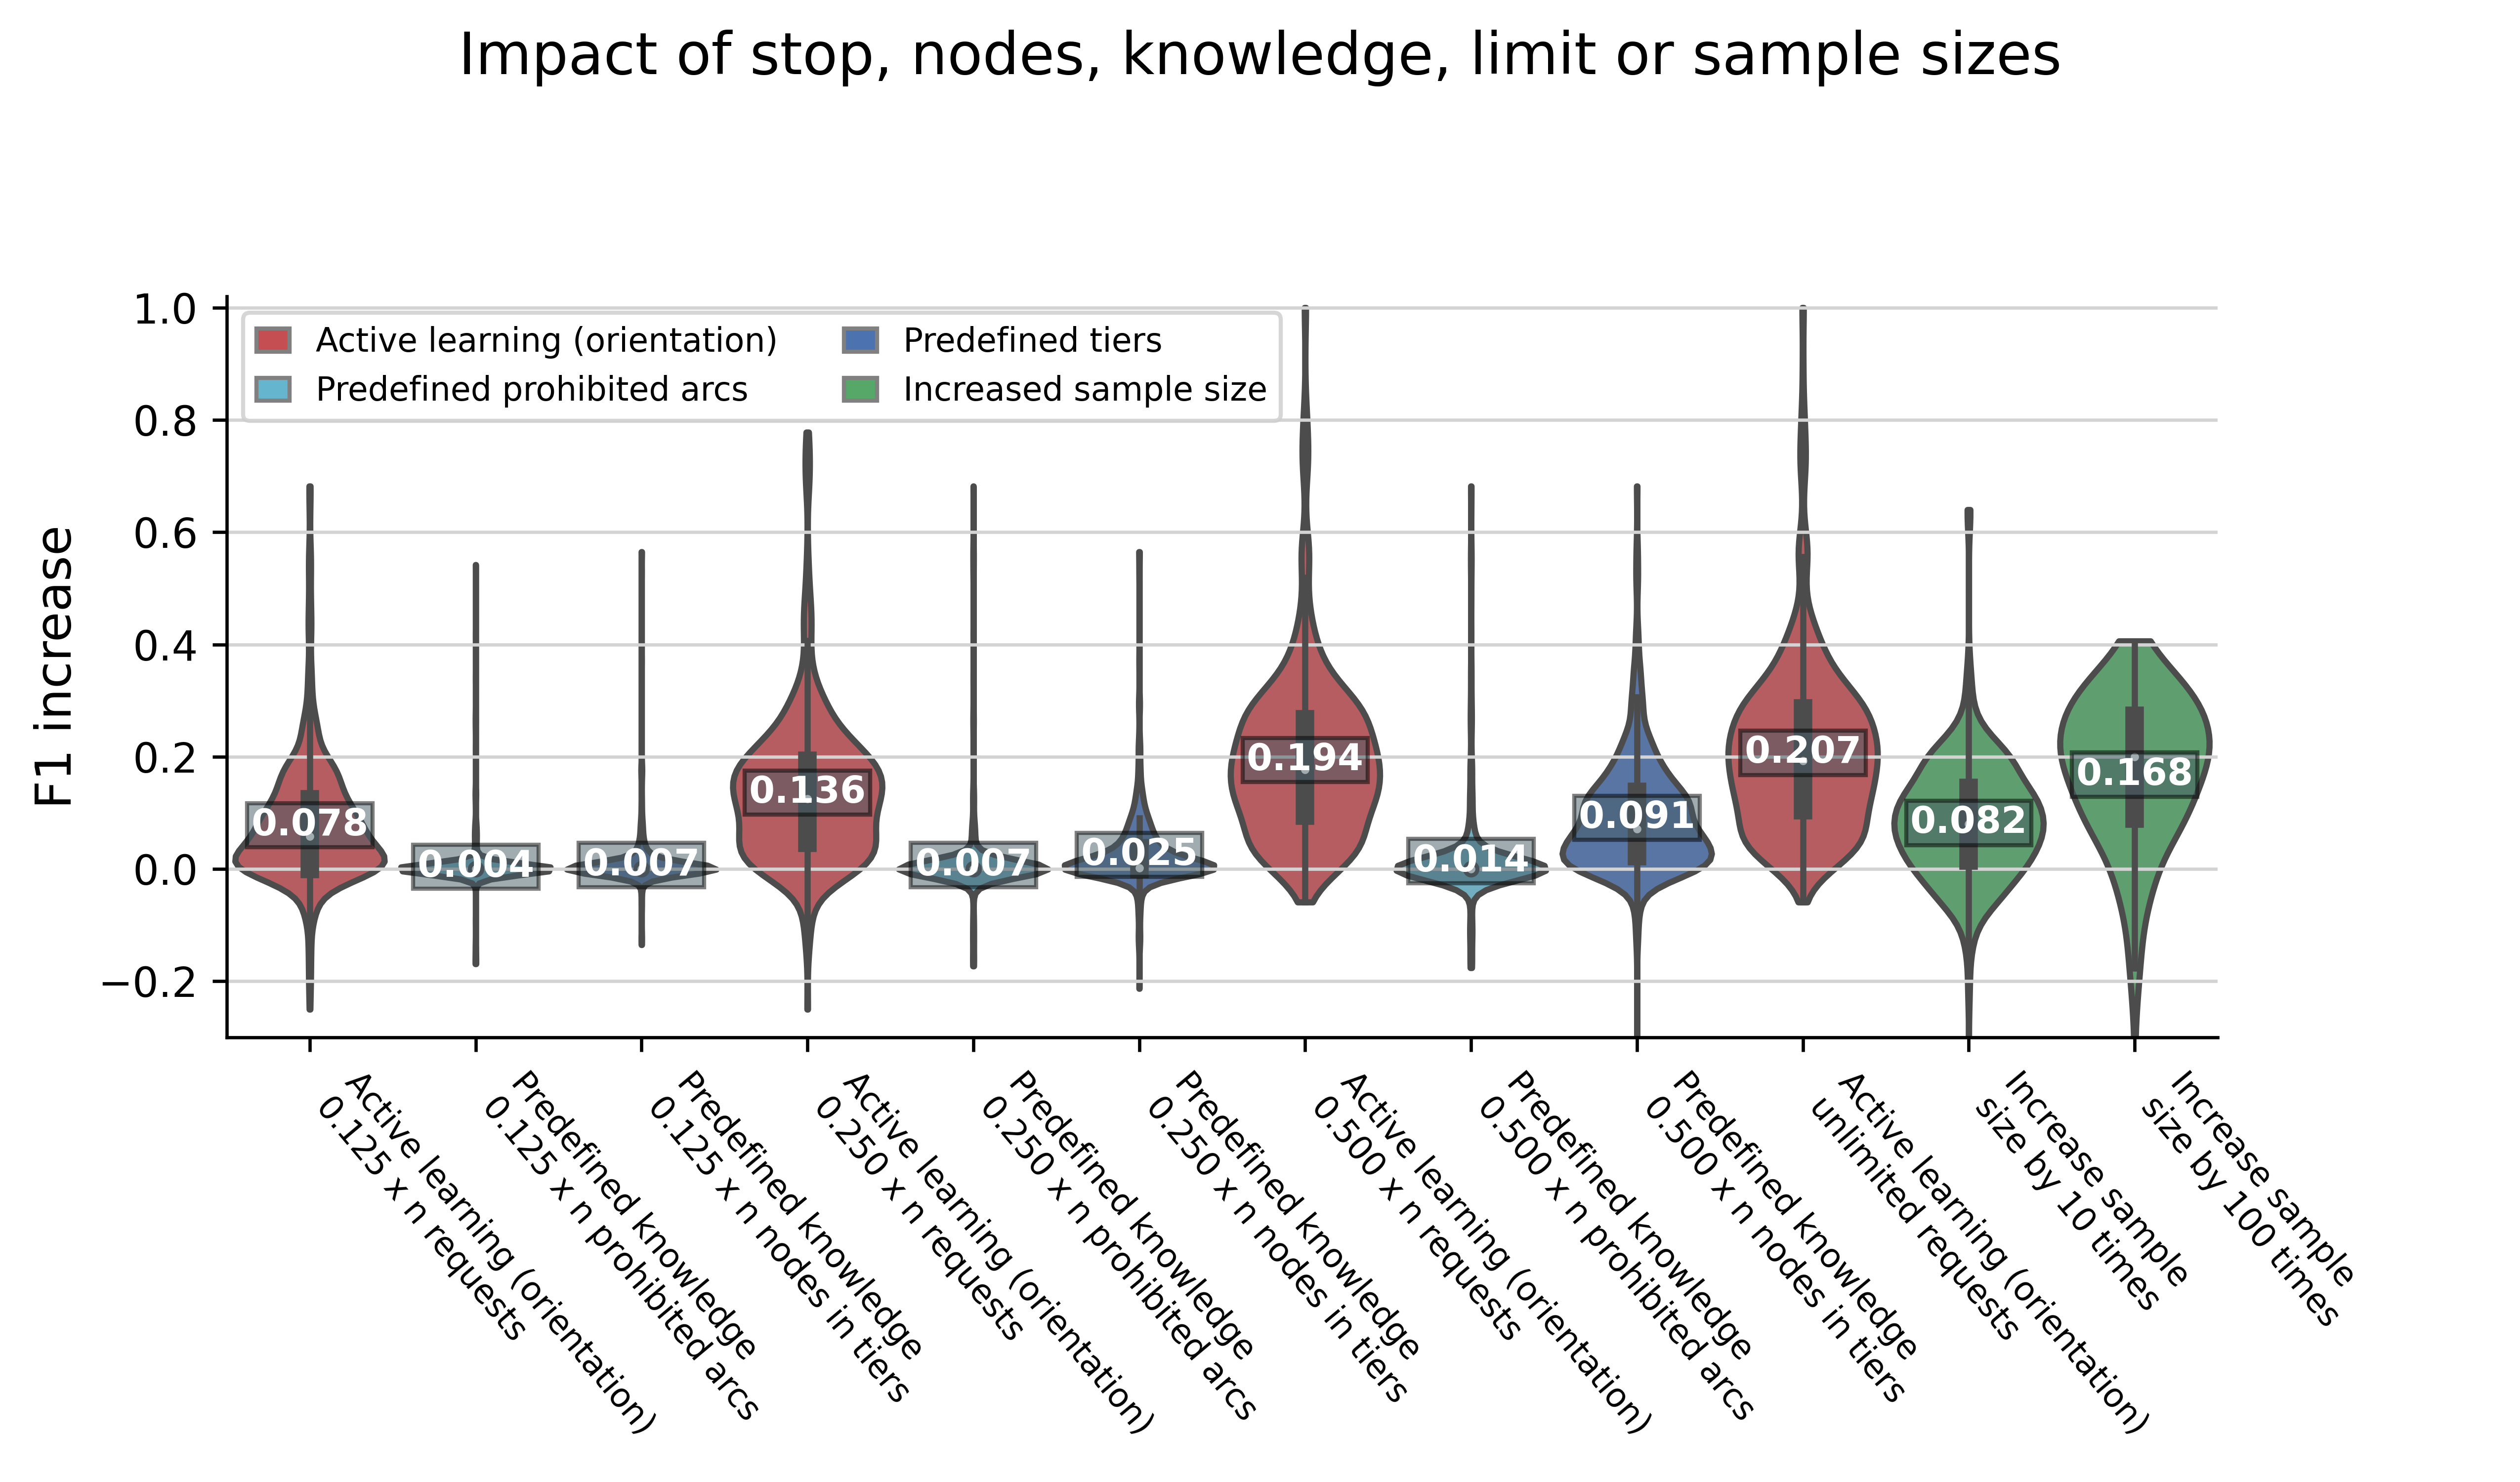 Impact of stop, nodes, knowledge, limit or sample sizes
F1 increase
1.0
0.8
0.6
0.4
0.2
0.0
−0.2
Active learning (orientation)
Predefined prohibited arcs
Predefined tiers
Increased sample size
0.078
0.004
0.007
0.136
0.007
0.025
0.194
0.014
0.091
0.207
0.082
0.168
Active learning (orientation)
0.125 x n requests
Predefined knowledge
0.125 x n prohibited arcs
Predefined knowledge
0.125 x n nodes in tiers
Active learning (orientation)
0.250 x n requests
Predefined knowledge
0.250 x n prohibited arcs
Predefined knowledge
0.250 x n nodes in tiers
Active learning (orientation)
0.500 x n requests
Predefined knowledge
0.500 x n prohibited arcs
Predefined knowledge
0.500 x n nodes in tiers
Active learning (orientation)
unlimited requests
Increase sample
size by 10 times
Increase sample
size by 100 times